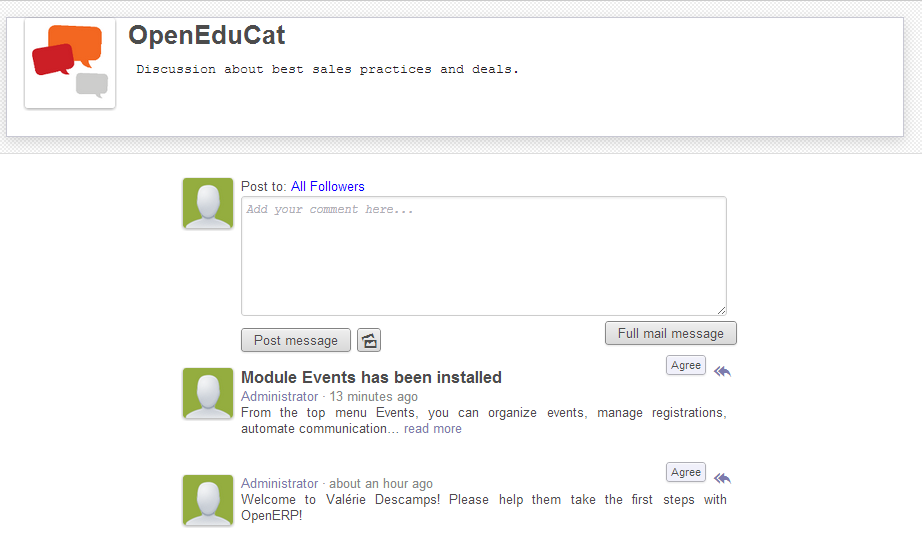 OpenEduCat
Discussion about best sales practices and deals.
Post to: All Followers
Add your comment here...
Post message
Full mail message
Agree
Module Events has been installed
Administrator · 13 minutes ago
From the top menu Events, you can organize events, manage registrations,
automate communication... read more
Agree
Administrator · about an hour ago
Welcome to Valérie Descamps! Please help them take the first steps with
OpenERP!